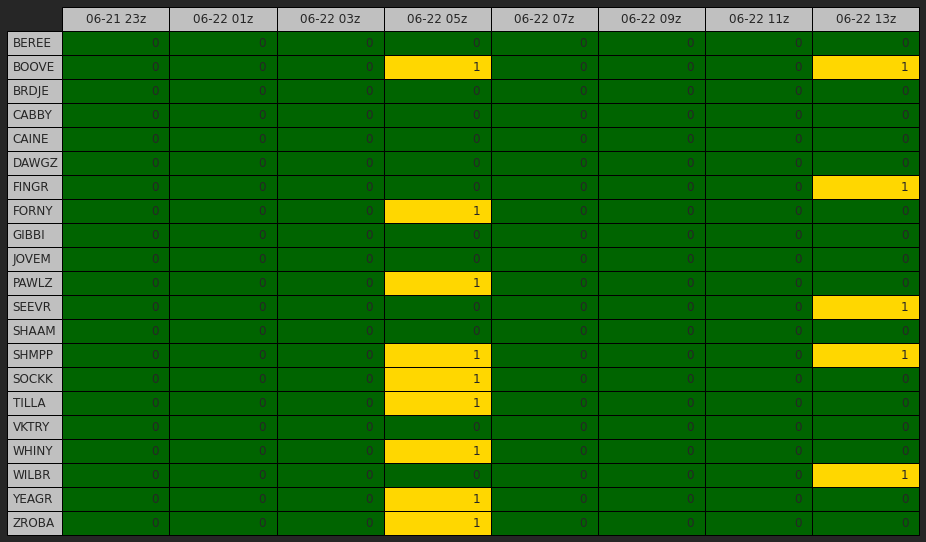 06-21 23z 06-22 01z 06-22 03z 06-22 05z 06-22 07z 06-22 09z 06-22 11z 06-22 13z
BEREE 0 0 0 0 0 0 0 0
BOOVE 0 0 0 1 0 0 0 1
BRDJE 0 0 0 0 0 0 0 0
CABBY 0 0 0 0 0 0 0 0
CAINE 0 0 0 0 0 0 0 0
DAWGZ 0 0 0 0 0 0 0 0
FINGR 0 0 0 0 0 0 0 1
FORNY 0 0 0 1 0 0 0 0
GIBBI 0 0 0 0 0 0 0 0
JOVEM 0 0 0 0 0 0 0 0
PAWLZ 0 0 0 1 0 0 0 0
SEEVR 0 0 0 0 0 0 0 1
SHAAM 0 0 0 0 0 0 0 0
SHMPP 0 0 0 1 0 0 0 1
SOCKK 0 0 0 1 0 0 0 0
TILLA 0 0 0 1 0 0 0 0
VKTRY 0 0 0 0 0 0 0 0
WHINY 0 0 0 1 0 0 0 0
WILBR 0 0 0 0 0 0 0 1
YEAGR 0 0 0 1 0 0 0 0
ZROBA 0 0 0 1 0 0 0 0